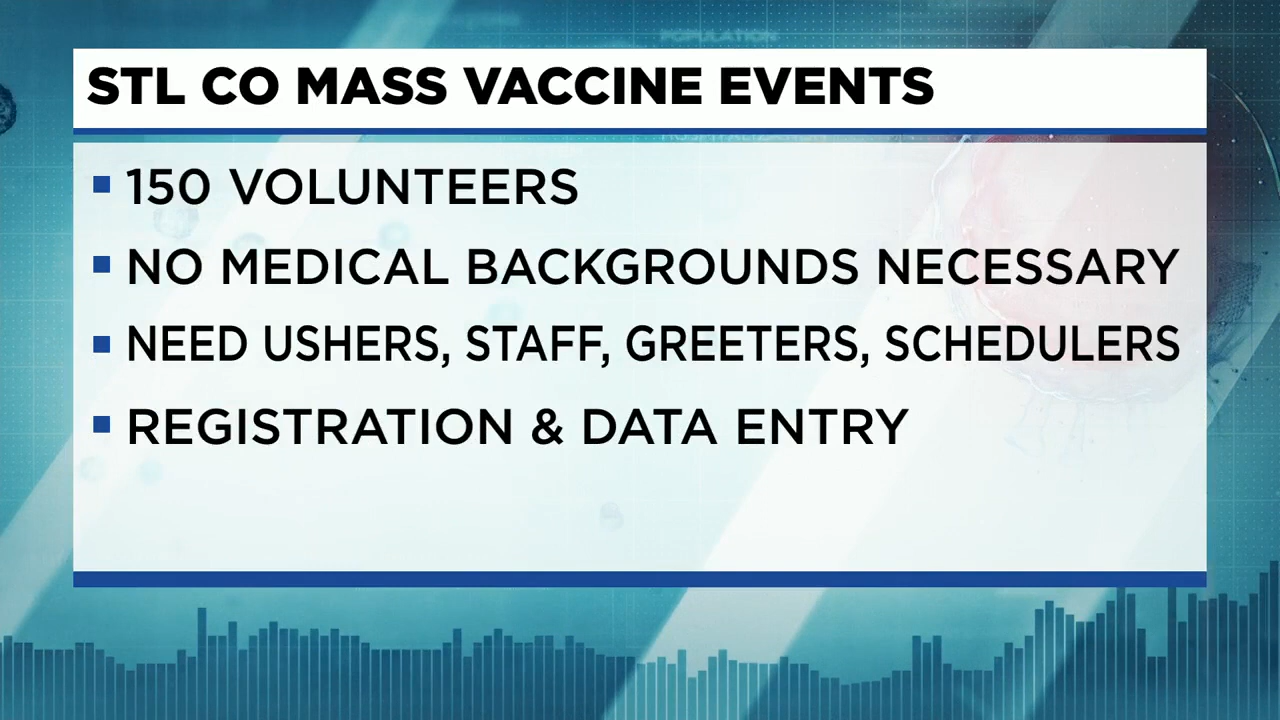 POPULATION
STL CO MASS VACCINE EVENTS
150 VOLUNTEERS
NO MEDICAL BACKGROUNDS NECESSARY
NEED USHERS, STAFF, GREETERS, SCHEDULERS
REGISTRATION & DATA ENTRY